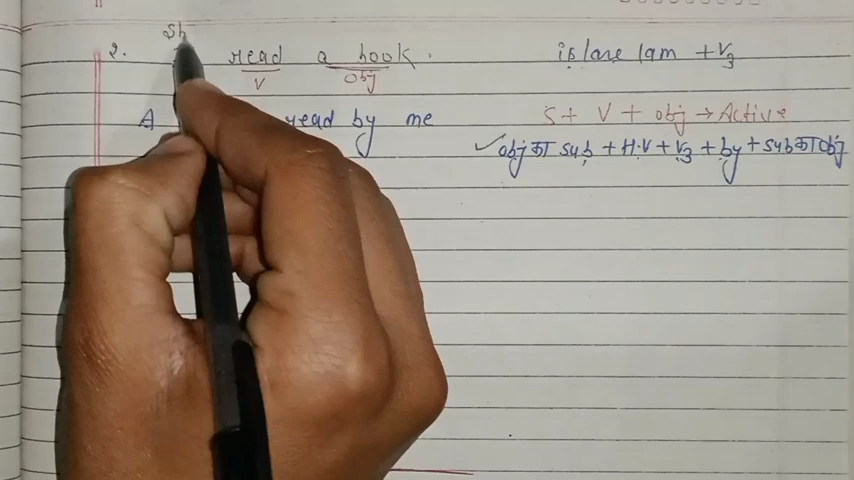 Sh
2. read a book. is/are/am + V3
V obj
A read by me S + V + obj → Active
✓ obj का sub + H.V + V3 + by + sub का obj